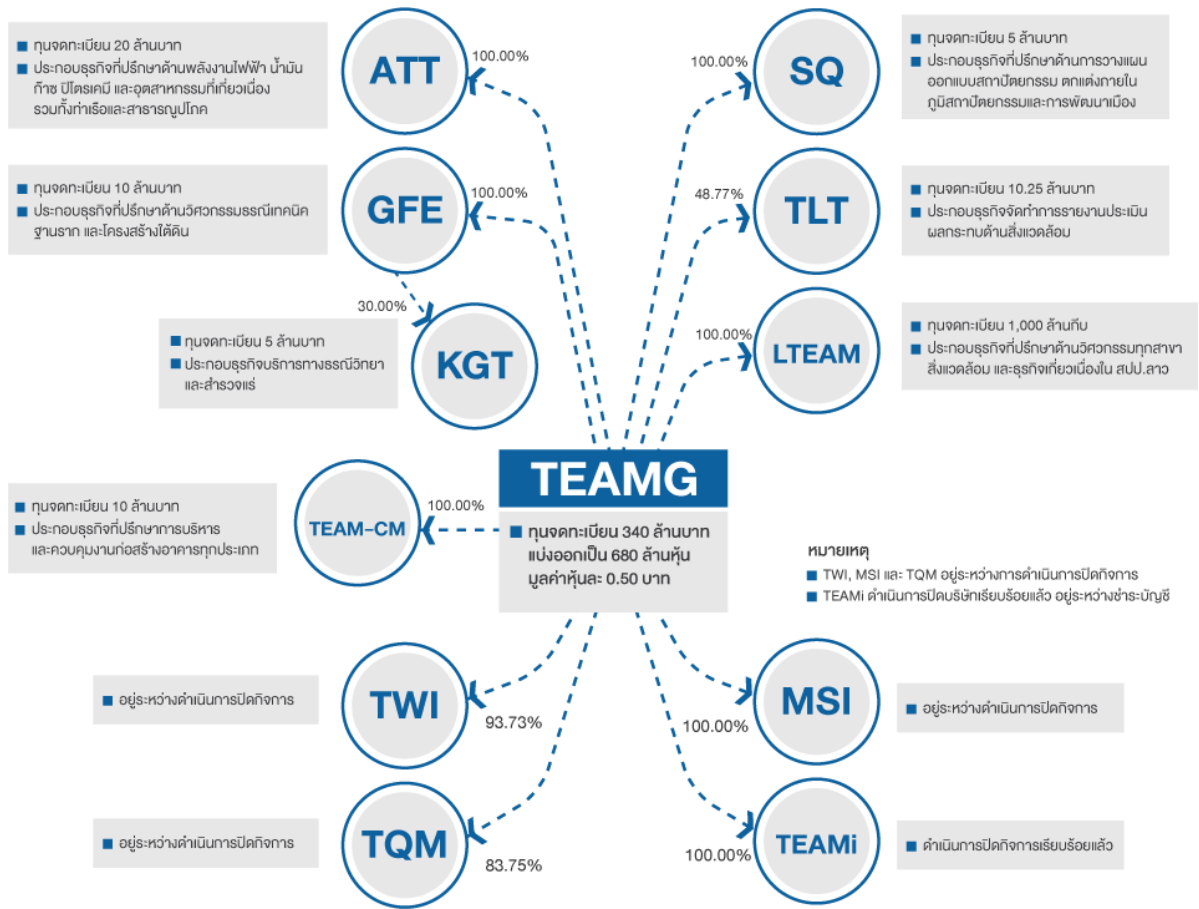 ทุนจดทะเบียน 20 ล้านบาท
ประกอบธุรกิจที่ปรึกษาด้านพลังงานไฟฟ้า น้ำมัน
ก๊าซ ปิโตรเคมี และอุตสาหกรรมที่เกี่ยวเนื่อง
รวมทั้งท่าเรือและสาธารณูปโภค
ATT
100.00%
100.00%
SQ
ทุนจดทะเบียน 5 ล้านบาท
ประกอบธุรกิจที่ปรึกษาด้านการวางแผน
ออกแบบสถาปัตยกรรม ตกแต่งภายใน
ภูมิสถาปัตยกรรมและการพัฒนาเมือง
ทุนจดทะเบียน 10 ล้านบาท
ประกอบธุรกิจที่ปรึกษาด้านวิศวกรรมธรณีเทคนิค
ฐานราก และโครงสร้างใต้ดิน
GFE
100.00%
48.77%
TLT
ทุนจดทะเบียน 10.25 ล้านบาท
ประกอบธุรกิจจัดทำการรายงานประเมิน
ผลกระทบด้านสิ่งแวดล้อม
30.00%
ทุนจดทะเบียน 5 ล้านบาท
ประกอบธุรกิจบริการทางธรณีวิทยา
และสำรวจแร่
KGT
100.00%
LTEAM
ทุนจดทะเบียน 1,000 ล้านกีบ
ประกอบธุรกิจที่ปรึกษาด้านวิศวกรรมทุกสาขา
สิ่งแวดล้อม และธุรกิจเกี่ยวเนื่องใน สปป.ลาว
ทุนจดทะเบียน 10 ล้านบาท
ประกอบธุรกิจที่ปรึกษาการบริหาร
และควบคุมงานก่อสร้างอาคารทุกประเภท
TEAM-CM
100.00%
TEAMG
ทุนจดทะเบียน 340 ล้านบาท
แบ่งออกเป็น 680 ล้านหุ้น
มูลค่าหุ้นละ 0.50 บาท
หมายเหตุ
TWI, MSI และ TQM อยู่ระหว่างการดำเนินการปิดกิจการ
TEAMi ดำเนินการปิดบริษัทเรียบร้อยแล้ว อยู่ระหว่างชำระบัญชี
อยู่ระหว่างดำเนินการปิดกิจการ
TWI
93.73%
100.00%
MSI
อยู่ระหว่างดำเนินการปิดกิจการ
อยู่ระหว่างดำเนินการปิดกิจการ
TQM
83.75%
100.00%
TEAMi
ดำเนินการปิดกิจการเรียบร้อยแล้ว